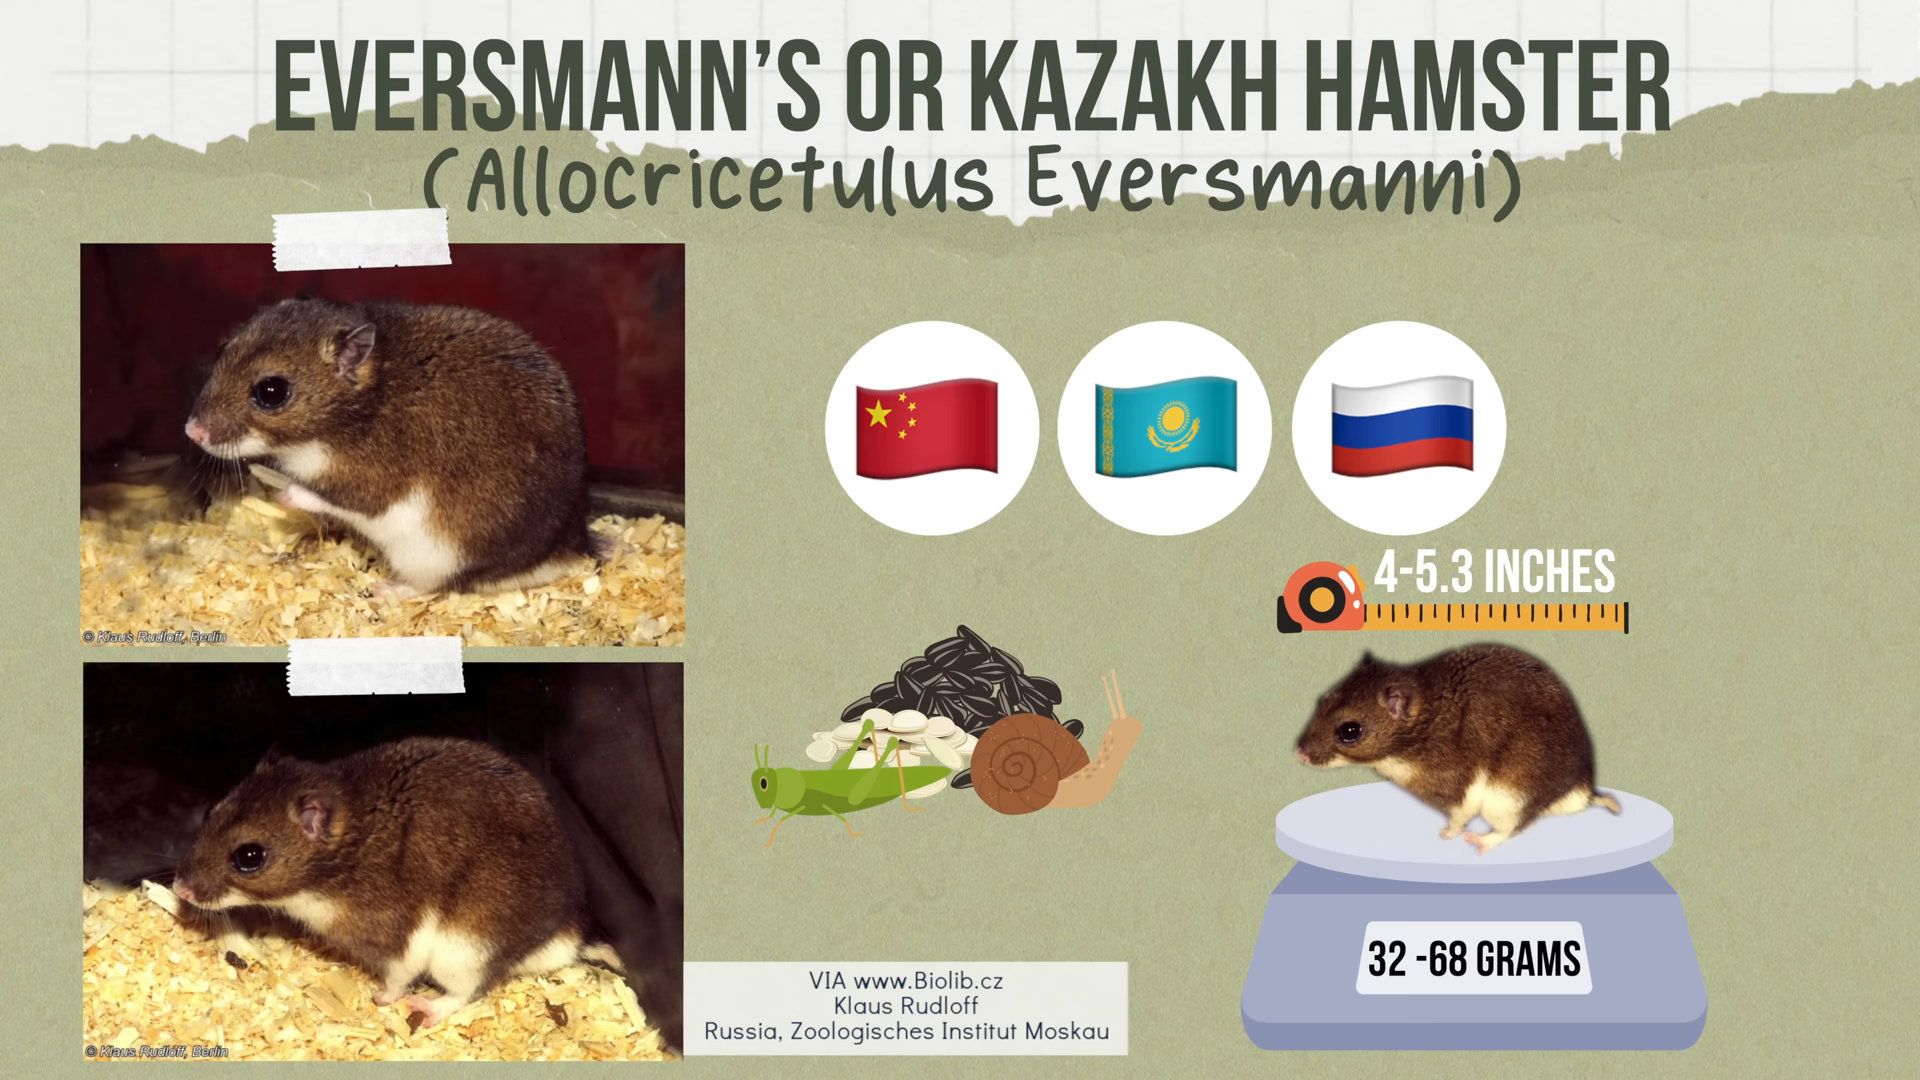 EVERSMANN'S OR KAZAKH HAMSTER
(Allocricetulus Eversmanni)
4-5.3 INCHES
© Klaus Rudloff, Berlin
32 -68 GRAMS
VIA www.Biolib.cz
Klaus Rudloff
Russia, Zoologisches Institut Moskau
© Klaus Rudloff, Berlin